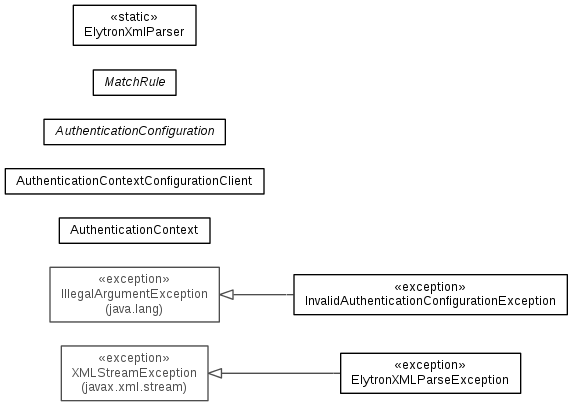 «static»
ElytronXmlParser
MatchRule
AuthenticationConfiguration
AuthenticationContextConfigurationClient
AuthenticationContext
«exception»
IllegalArgumentException
(java.lang)
«exception»
InvalidAuthenticationConfigurationException
«exception»
XMLStreamException
(javax.xml.stream)
«exception»
ElytronXMLParseException